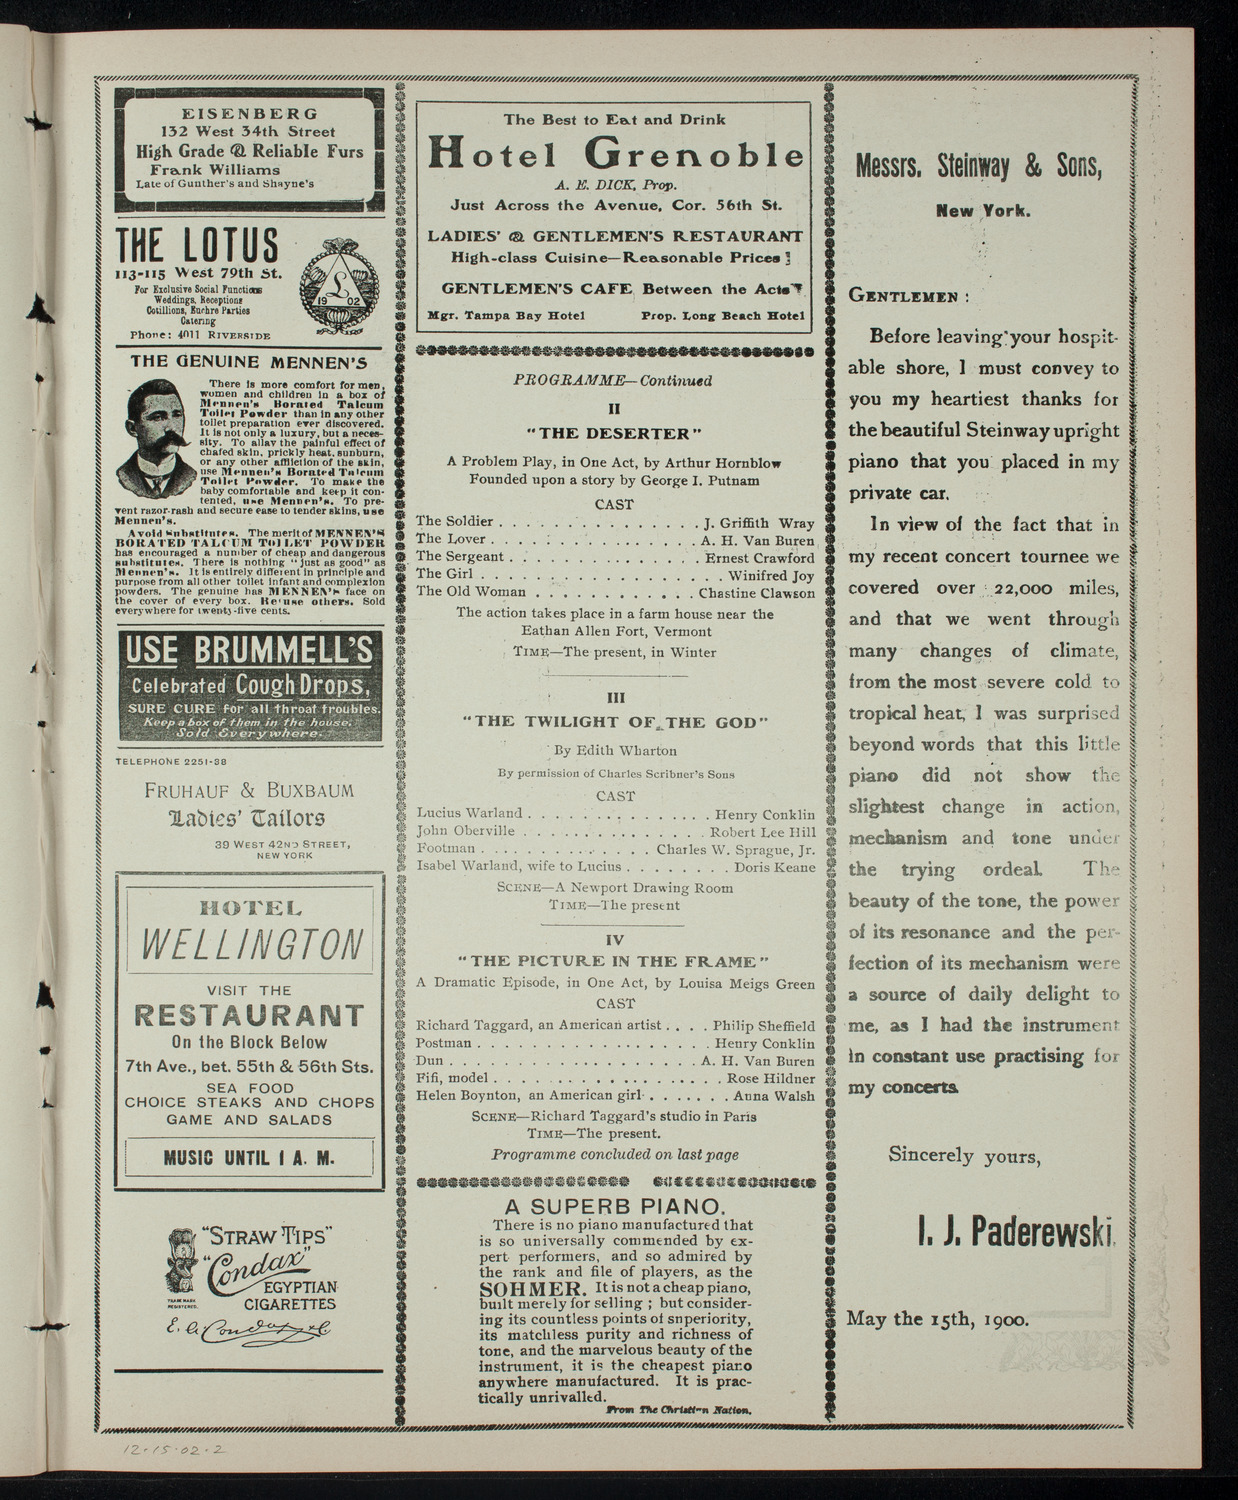 EISENBERG
132 West 34th Street
High Grade & Reliable Furs
Frank Williams
Late of Gunther's and Shayne's
THE LOTUS
113-115 West 79th St.
For Exclusive Social Functions
Weddings, Receptions
Cotillions, Euchre Parties
Catering
Phone: 4011 RIVERSIDE
L
19 02
THE GENUINE MENNEN'S
There is more comfort for men,
women and children in a box of
Mennen's Borated Talcum
Toilet Powder than in any other
toilet preparation ever discovered.
It is not only a luxury, but a neces-
sity. To allay the painful effect of
chafed skin, prickly heat, sunburn,
or any other affliction of the skin,
use Mennen's Borated Talcum
Toilet Powder. To make the
baby comfortable and keep it con-
tented, use Mennen's. To pre-
vent razor-rash and secure ease to tender skins, use
Mennen's.
Avoid Substitutes. The merit of MENNEN'S
BORATED TALCUM TOILET POWDER
has encouraged a number of cheap and dangerous
substitutes. There is nothing "just as good" as
Mennen's. It is entirely different in principle and
purpose from all other toilet infant and complexion
powders. The genuine has MENNEN'S face on
the cover of every box. Refuse others. Sold
everywhere for twenty-five cents.
USE BRUMMELL'S
Celebrated Cough Drops,
SURE CURE for all throat troubles.
Keep a box of them in the house.
Sold Everywhere.
TELEPHONE 2251-38
FRUHAUF & BUXBAUM
Ladies' Tailors
39 WEST 42ND STREET,
NEW YORK
HOTEL
WELLINGTON
VISIT THE
RESTAURANT
On the Block Below
7th Ave., bet. 55th & 56th Sts.
SEA FOOD
CHOICE STEAKS AND CHOPS
GAME AND SALADS
MUSIC UNTIL 1 A. M.
"STRAW TIPS"
"Condax"
EGYPTIAN
CIGARETTES
TRADE MARK
REGISTERED.
E. A. Condax & Co
The Best to Eat and Drink
Hotel Grenoble
A. E. DICK, Prop.
Just Across the Avenue, Cor. 56th St.
LADIES' & GENTLEMEN'S RESTAURANT
High-class Cuisine—Reasonable Prices
GENTLEMEN'S CAFE Between the Acts
Mgr. Tampa Bay Hotel Prop. Long Beach Hotel
PROGRAMME—Continued
II
"THE DESERTER"
A Problem Play, in One Act, by Arthur Hornblow
Founded upon a story by George I. Putnam
CAST
The Soldier . . . . . . . . . . . . . . . . J. Griffith Wray
The Lover . . . . . . . . . . . . . . . . A. H. Van Buren
The Sergeant . . . . . . . . . . . . . . . Ernest Crawford
The Girl . . . . . . . . . . . . . . . . . . . Winifred Joy
The Old Woman . . . . . . . . . . . . Chastine Clawson
The action takes place in a farm house near the
Eathan Allen Fort, Vermont
TIME—The present, in Winter
III
"THE TWILIGHT OF THE GOD"
By Edith Wharton
By permission of Charles Scribner's Sons
CAST
Lucius Warland . . . . . . . . . . . . . . . Henry Conklin
John Oberville . . . . . . . . . . . . . . . Robert Lee Hill
Footman . . . . . . . . . . . . . Charles W. Sprague, Jr.
Isabel Warland, wife to Lucius . . . . . . . . Doris Keane
SCENE—A Newport Drawing Room
TIME—The present
IV
"THE PICTURE IN THE FRAME"
A Dramatic Episode, in One Act, by Louisa Meigs Green
CAST
Richard Taggard, an American artist . . . . Philip Sheffield
Postman . . . . . . . . . . . . . . . . . . Henry Conklin
Dun . . . . . . . . . . . . . . . . . . . A. H. Van Buren
Fifi, model . . . . . . . . . . . . . . . . . Rose Hildner
Helen Boynton, an American girl . . . . . . . Anna Walsh
SCENE—Richard Taggard's studio in Paris
TIME—The present.
Programme concluded on last page
A SUPERB PIANO.
There is no piano manufactured that
is so universally commended by ex-
pert performers, and so admired by
the rank and file of players, as the
SOHMER. It is not a cheap piano,
built merely for selling ; but consider-
ing its countless points of superiority,
its matchless purity and richness of
tone, and the marvelous beauty of the
instrument, it is the cheapest piano
anywhere manufactured. It is prac-
tically unrivalled.
From The Christian Nation.
Messrs. Steinway & Sons,
New York.
GENTLEMEN :
Before leaving your hospit-
able shore, I must convey to
you my heartiest thanks for
the beautiful Steinway upright
piano that you placed in my
private car.
In view of the fact that in
my recent concert tournee we
covered over 22,000 miles,
and that we went through
many changes of climate,
from the most severe cold to
tropical heat, I was surprised
beyond words that this little
piano did not show the
slightest change in action,
mechanism and tone under
the trying ordeal. The
beauty of the tone, the power
of its resonance and the per-
fection of its mechanism were
a source of daily delight to
me, as I had the instrument
in constant use practising for
my concerts.
Sincerely yours,
I. J. Paderewski.
May the 15th, 1900.
12-15-02-2